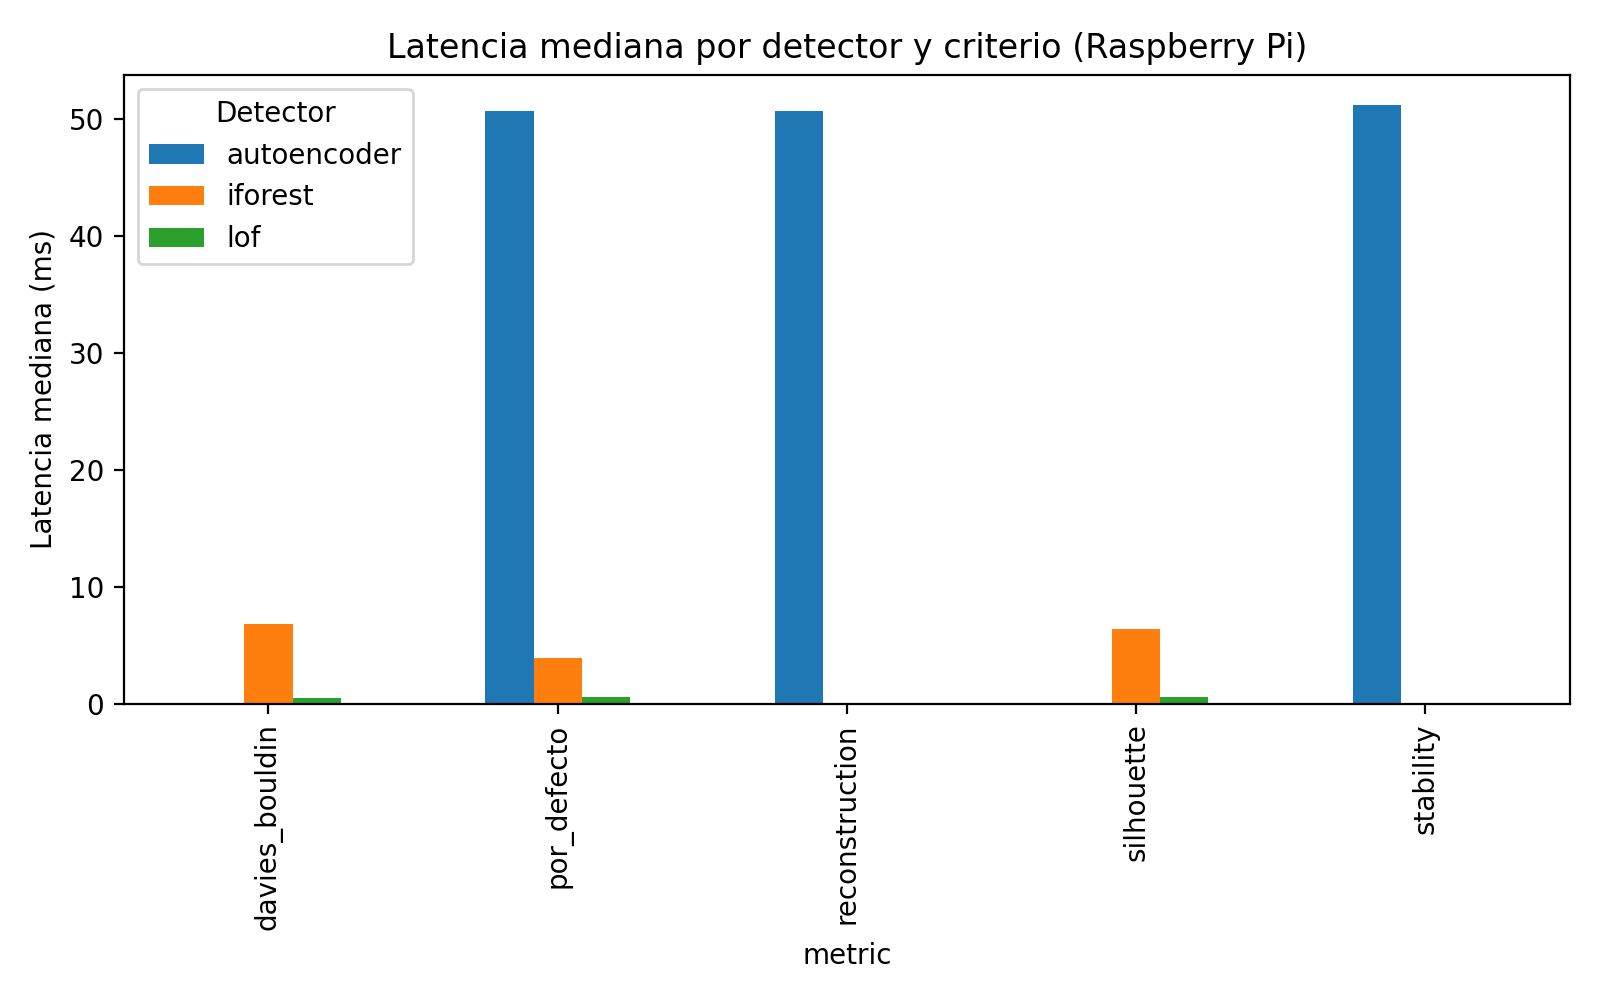 Latencia mediana por detector y criterio (Raspberry Pi)
Detector
autoencoder
iforest
lof
Latencia mediana (ms)
50
40
30
20
10
0
davies_bouldin
por_defecto
reconstruction
silhouette
stability
metric